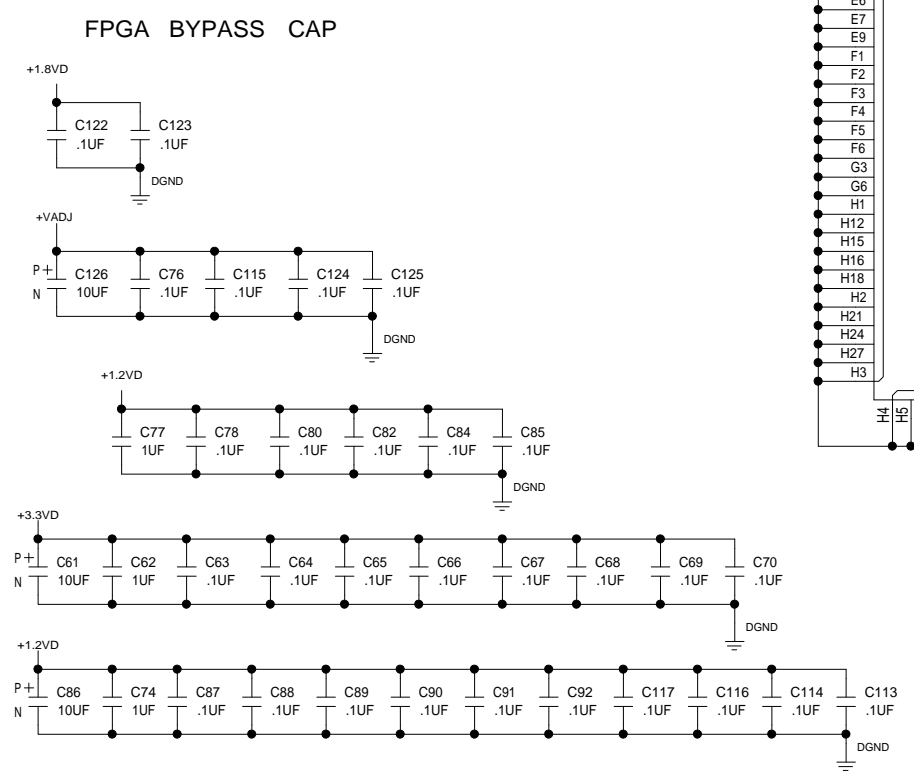 FPGA BYPASS CAP
+1.8VD
C122 C123
.1UF .1UF
DGND
+VADJ
P+ C126 C76 C115 C124 C125
N 10UF .1UF .1UF .1UF .1UF
DGND
+1.2VD
C77 C78 C80 C82 C84 C85
1UF .1UF .1UF .1UF .1UF .1UF
DGND
+3.3VD
P+ C61 C62 C63 C64 C65 C66 C67 C68 C69 C70
N 10UF 1UF .1UF .1UF .1UF .1UF .1UF .1UF .1UF .1UF
DGND
+1.2VD
P+ C86 C74 C87 C88 C89 C90 C91 C92 C117 C116 C114 C113
N 10UF 1UF .1UF .1UF .1UF .1UF .1UF .1UF .1UF .1UF .1UF .1UF
DGND
E6
E7
E9
F1
F2
F3
F4
F5
F6
G3
G6
H1
H12
H15
H16
H18
H2
H21
H24
H27
H3
H4
H5